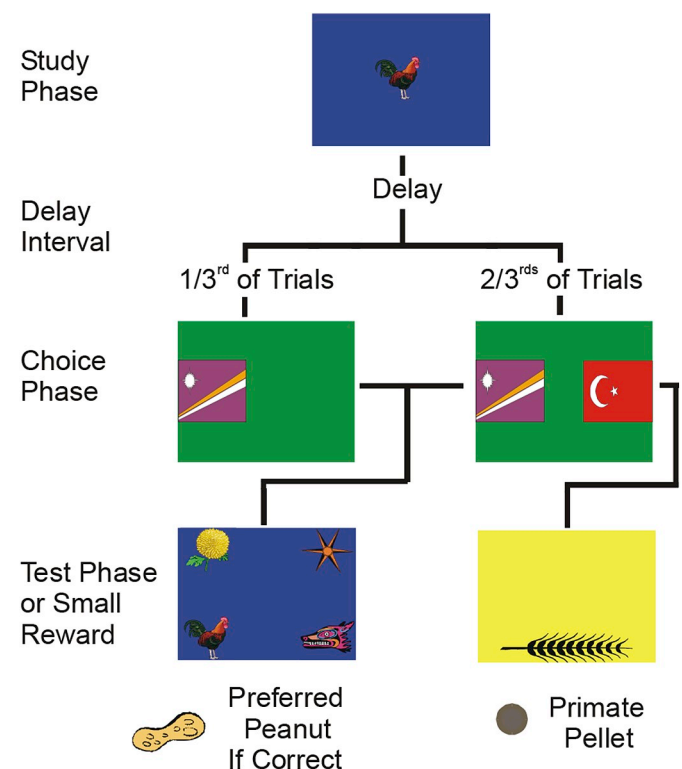 Study
Phase
Delay
Delay
Interval
1/3rd of Trials
2/3rds of Trials
Choice
Phase
Test Phase
or Small
Reward
Preferred
Peanut
If Correct
Primate
Pellet